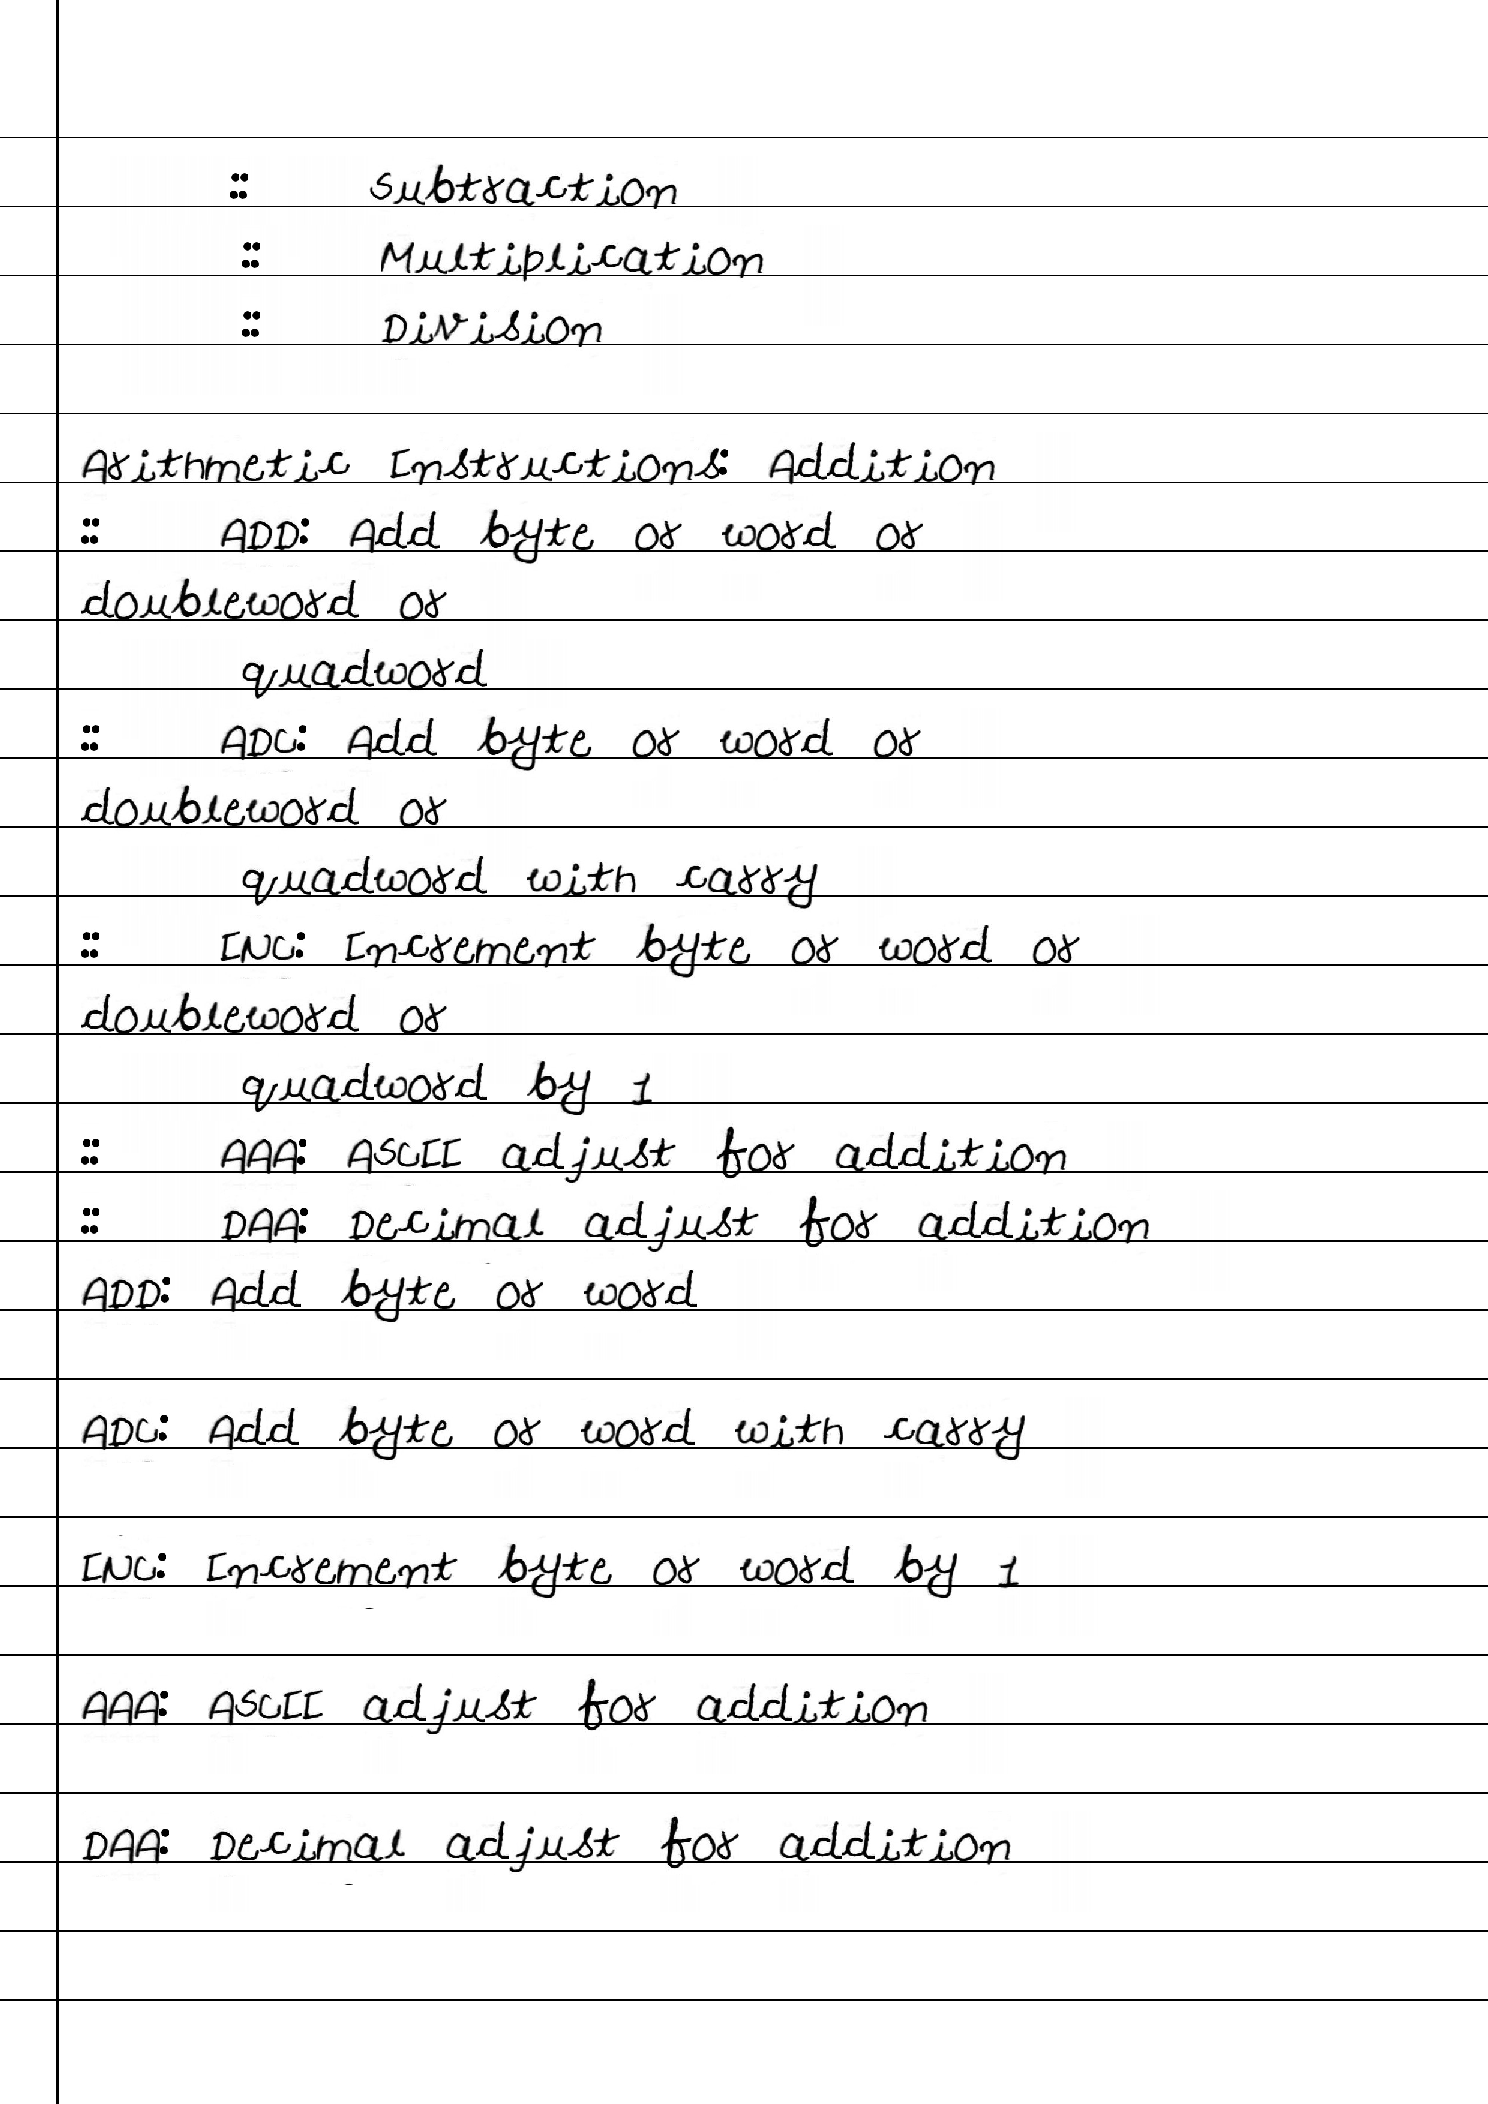 :: Subtraction
:: Multiplication
:: Division
Arithmetic Instructions: Addition
:: ADD: Add byte or word or
doubleword or
quadword
:: ADC: Add byte or word or
doubleword or
quadword with carry
:: INC: Increment byte or word or
doubleword or
quadword by 1
:: AAA: ASCII adjust for addition
:: DAA: Decimal adjust for addition
ADD: Add byte or word
ADC: Add byte or word with carry
INC: Increment byte or word by 1
AAA: ASCII adjust for addition
DAA: Decimal adjust for addition